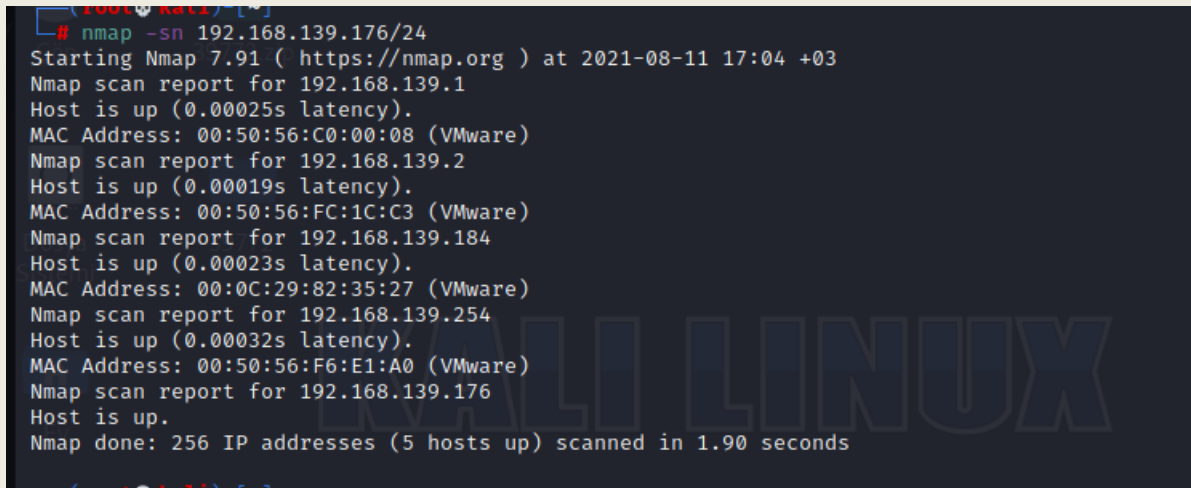 (root💀kali)-[~]
# nmap -sn 192.168.139.176/24
Starting Nmap 7.91 ( https://nmap.org ) at 2021-08-11 17:04 +03
Nmap scan report for 192.168.139.1
Host is up (0.00025s latency).
MAC Address: 00:50:56:C0:00:08 (VMware)
Nmap scan report for 192.168.139.2
Host is up (0.00019s latency).
MAC Address: 00:50:56:FC:1C:C3 (VMware)
Nmap scan report for 192.168.139.184
Host is up (0.00023s latency).
MAC Address: 00:0C:29:82:35:27 (VMware)
Nmap scan report for 192.168.139.254
Host is up (0.00032s latency).
MAC Address: 00:50:56:F6:E1:A0 (VMware)
Nmap scan report for 192.168.139.176
Host is up.
Nmap done: 256 IP addresses (5 hosts up) scanned in 1.90 seconds
KALI LINUX